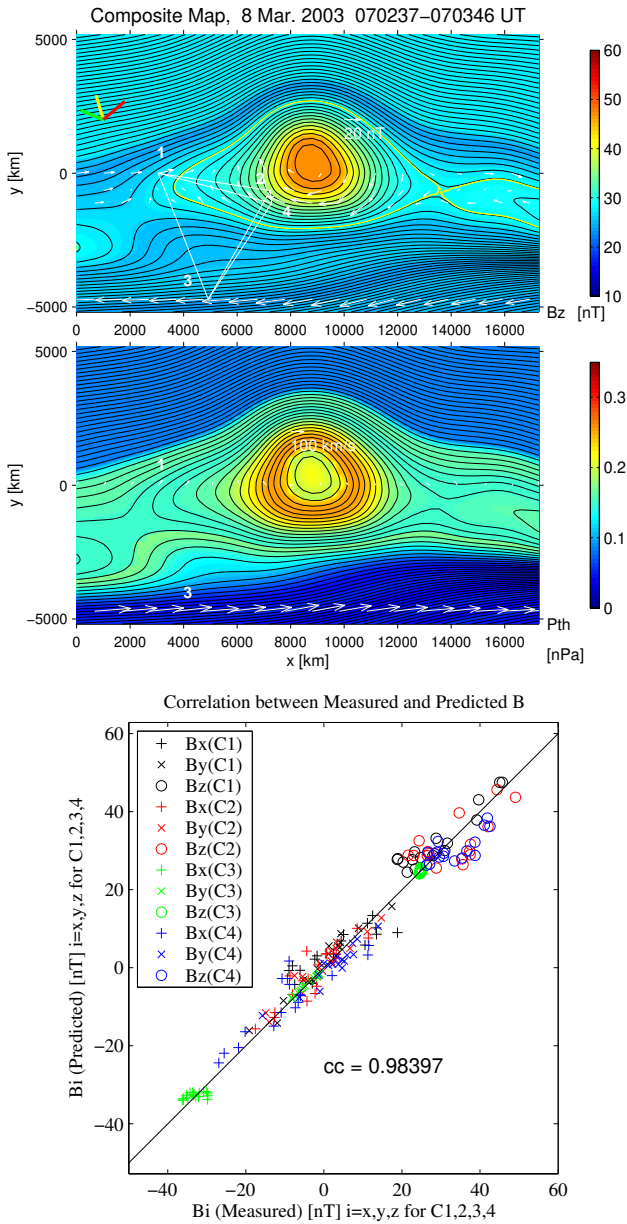 Composite Map,  8 Mar. 2003  070237−070346 UT
5000
0
−5000
y [km]
0 2000 4000 6000 8000 10000 12000 14000 16000
1
2
3
4
20 nT
60
50
40
30
20
10
Bz [nT]
5000
0
−5000
y [km]
0 2000 4000 6000 8000 10000 12000 14000 16000
x [km]
1
3
100 km/s
0.3
0.2
0.1
0
Pth
[nPa]
Correlation between Measured and Predicted B
60
40
20
0
−20
−40
Bi (Predicted) [nT] i=x,y,z for C1,2,3,4
Bx(C1)
By(C1)
Bz(C1)
Bx(C2)
By(C2)
Bz(C2)
Bx(C3)
By(C3)
Bz(C3)
Bx(C4)
By(C4)
Bz(C4)
cc = 0.98397
−40 −20 0 20 40 60
Bi (Measured) [nT] i=x,y,z for C1,2,3,4